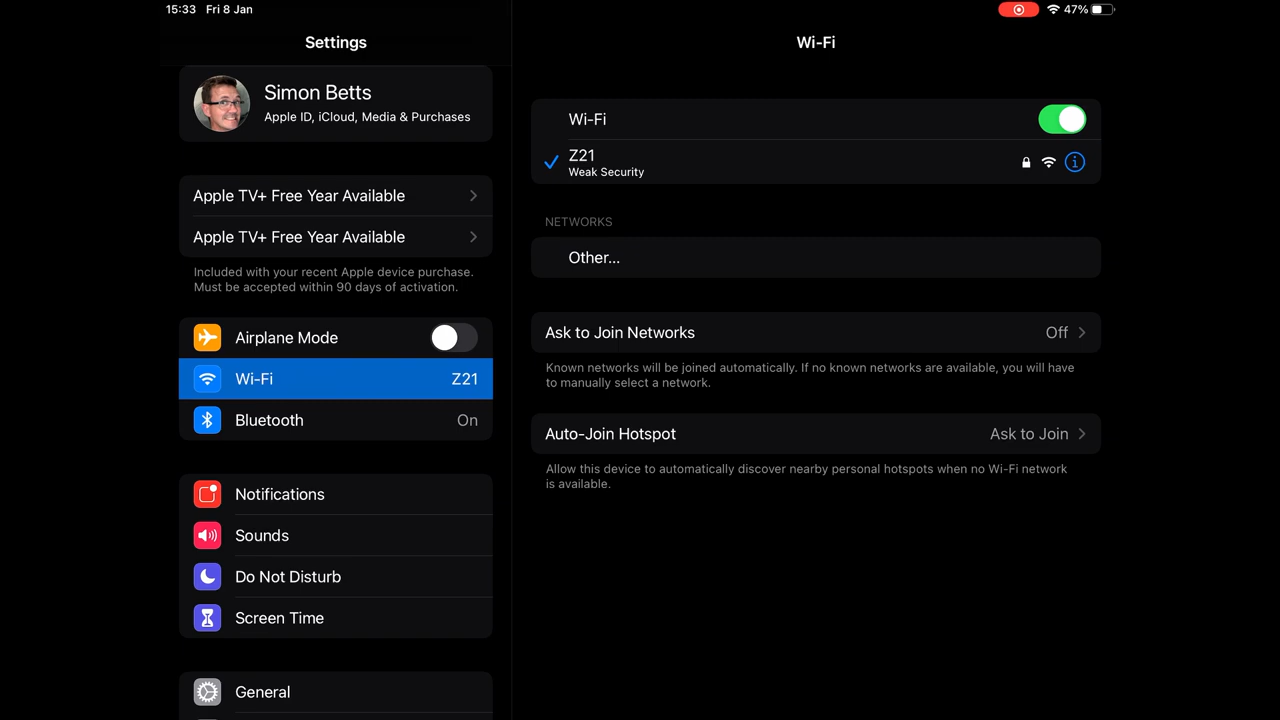 15:33 Fri 8 Jan
47%
Settings
Simon Betts
Apple ID, iCloud, Media & Purchases
Apple TV+ Free Year Available
Apple TV+ Free Year Available
Included with your recent Apple device purchase.
Must be accepted within 90 days of activation.
Airplane Mode
Wi-Fi Z21
Bluetooth On
Notifications
Sounds
Do Not Disturb
Screen Time
General
Wi-Fi
Wi-Fi
Z21
Weak Security
NETWORKS
Other...
Ask to Join Networks Off
Known networks will be joined automatically. If no known networks are available, you will have
to manually select a network.
Auto-Join Hotspot Ask to Join
Allow this device to automatically discover nearby personal hotspots when no Wi-Fi network
is available.